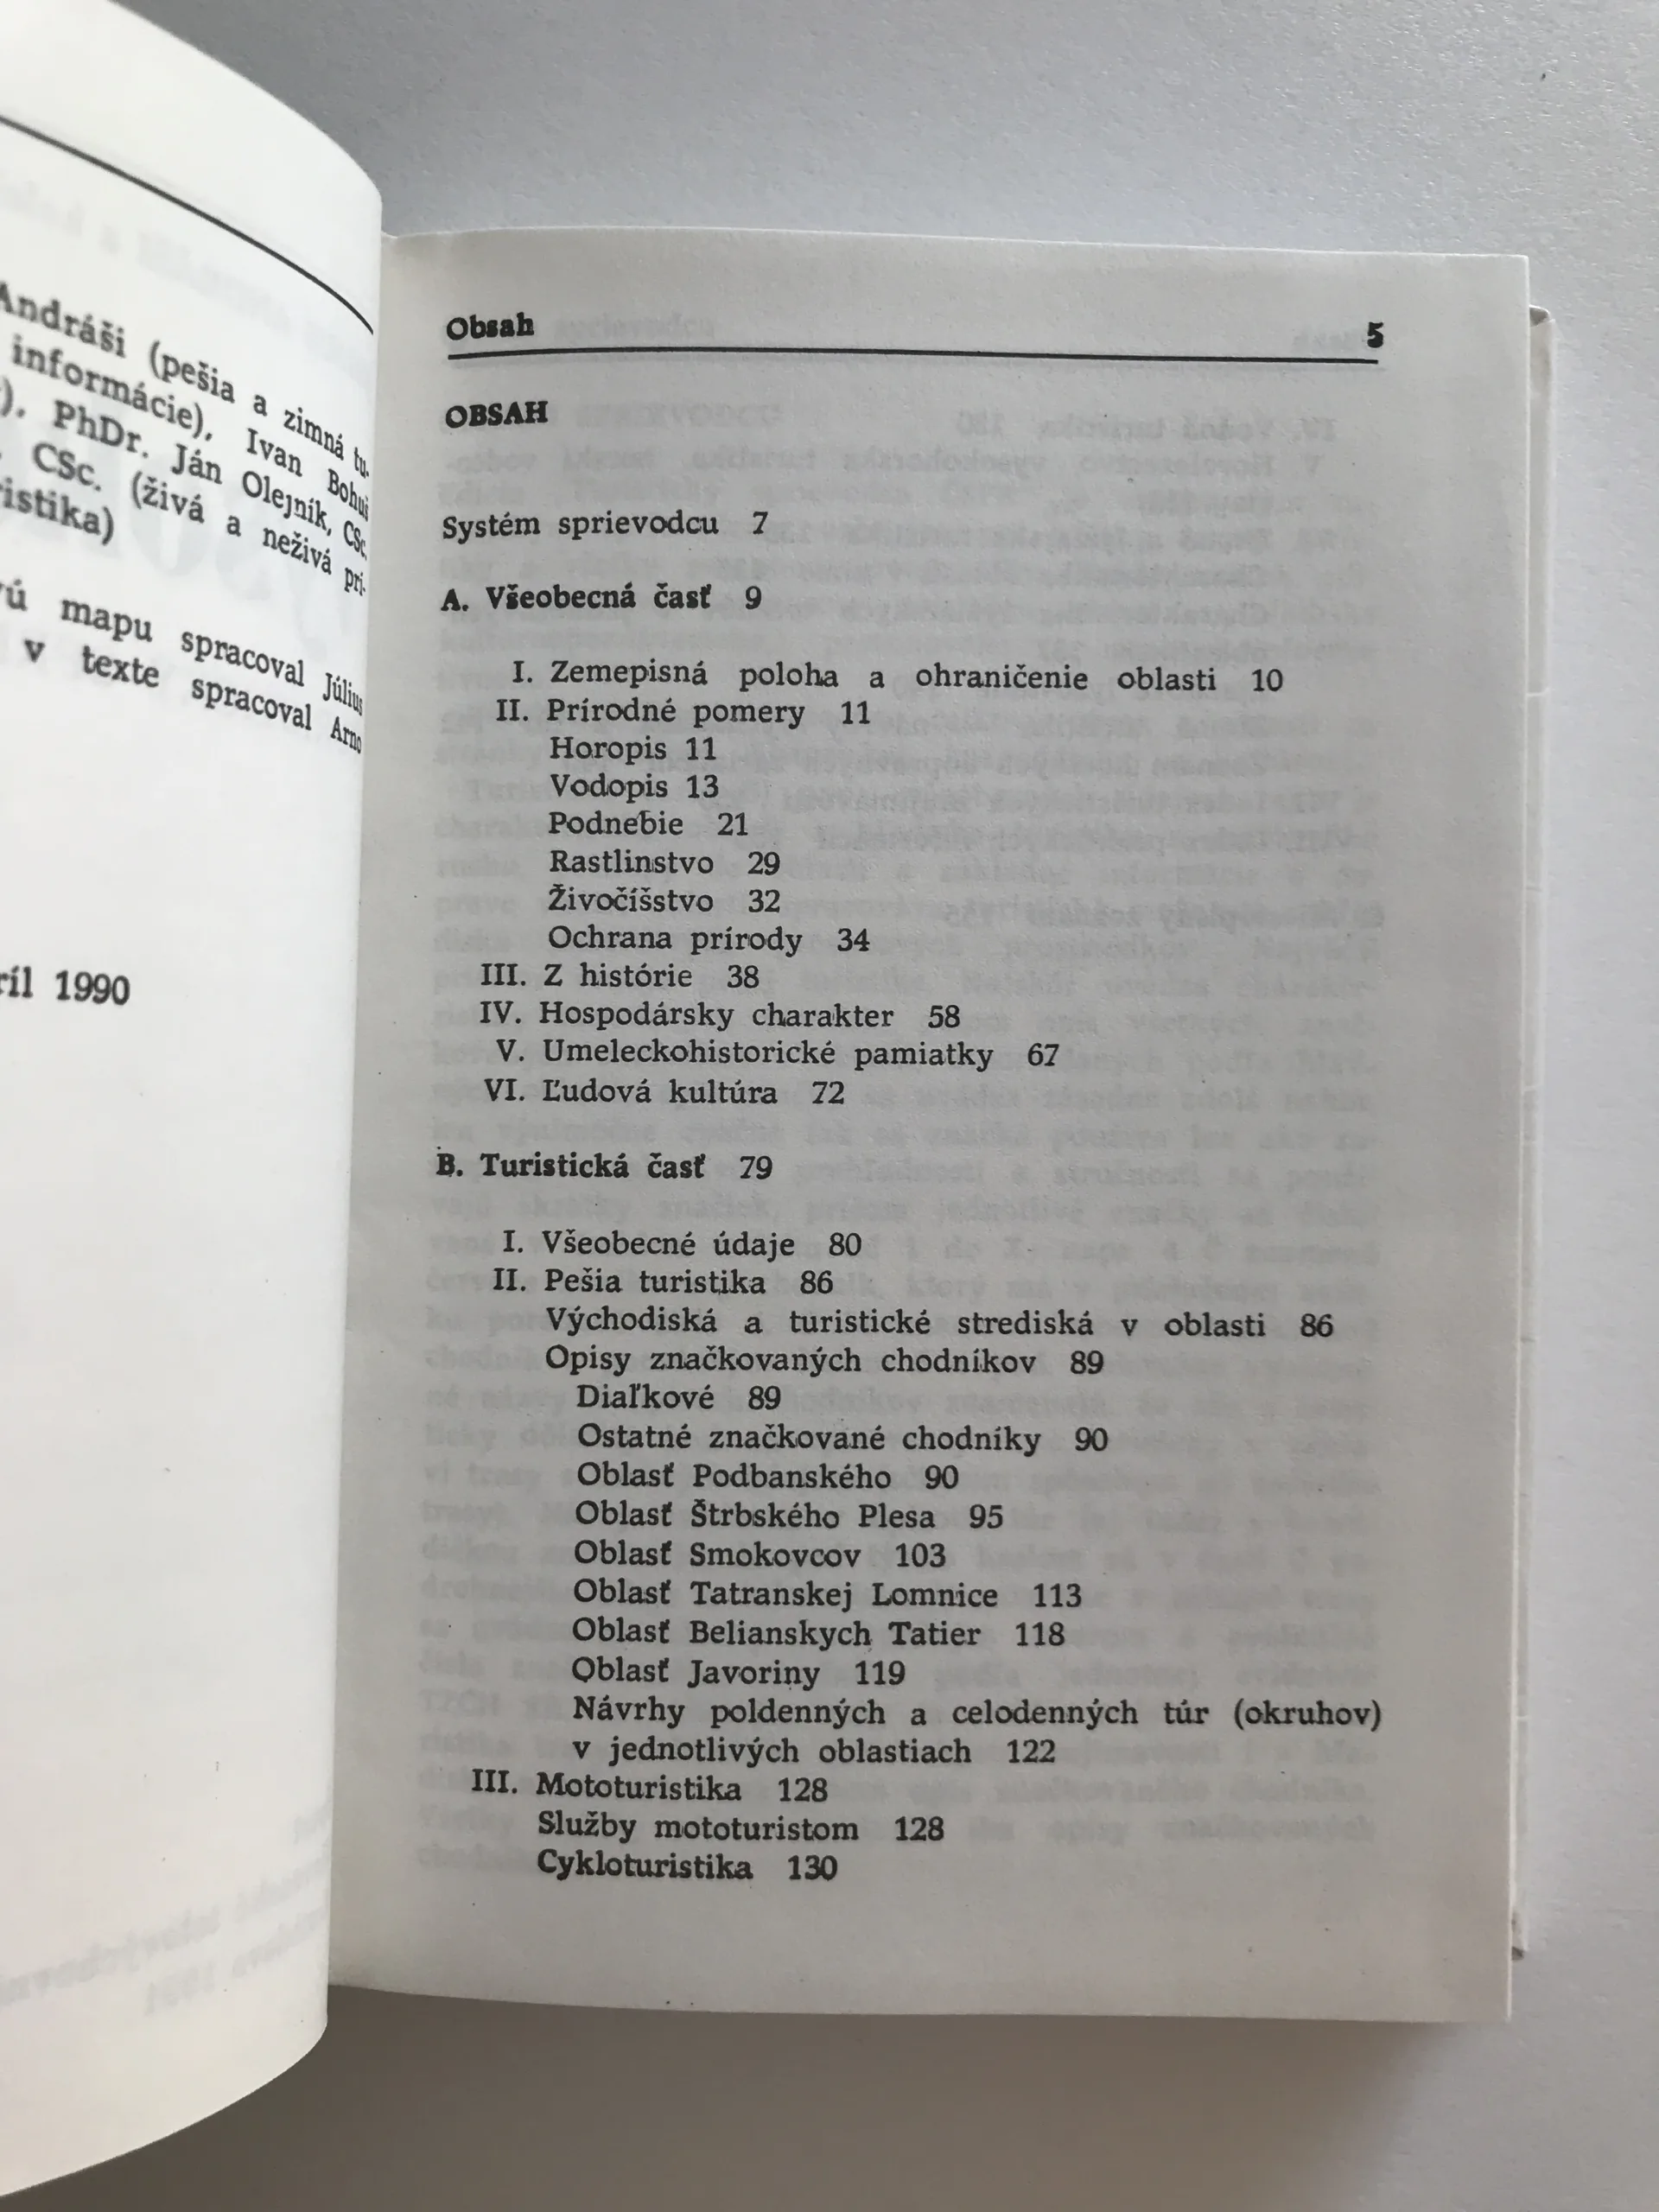 Andráši (pešia a zimná tu-
informácie), Ivan Bohuš
PhDr. Ján Olejník, CSc.
CSc. (živá a neživá prí-
mapu spracoval Július
v texte spracoval Arno
1990
Obsah 5
OBSAH
Systém sprievodcu 7
A. Všeobecná časť 9
I. Zemepisná poloha a ohraničenie oblasti 10
II. Prírodné pomery 11
Horopis 11
Vodopis 13
Podnebie 21
Rastlinstvo 29
Živočíšstvo 32
Ochrana prírody 34
III. Z histórie 38
IV. Hospodársky charakter 58
V. Umeleckohistorické pamiatky 67
VI. Ľudová kultúra 72
B. Turistická časť 79
I. Všeobecné údaje 80
II. Pešia turistika 86
Východiská a turistické strediská v oblasti 86
Opisy značkovaných chodníkov 89
Diaľkové 89
Ostatné značkované chodníky 90
Oblasť Podbanského 90
Oblasť Štrbského Plesa 95
Oblasť Smokovcov 103
Oblasť Tatranskej Lomnice 113
Oblasť Belianskych Tatier 118
Oblasť Javoriny 119
Návrhy poldenných a celodenných túr (okruhov)
v jednotlivých oblastiach 122
III. Mototuristika 128
Služby mototuristom 128
Cykloturistika 130